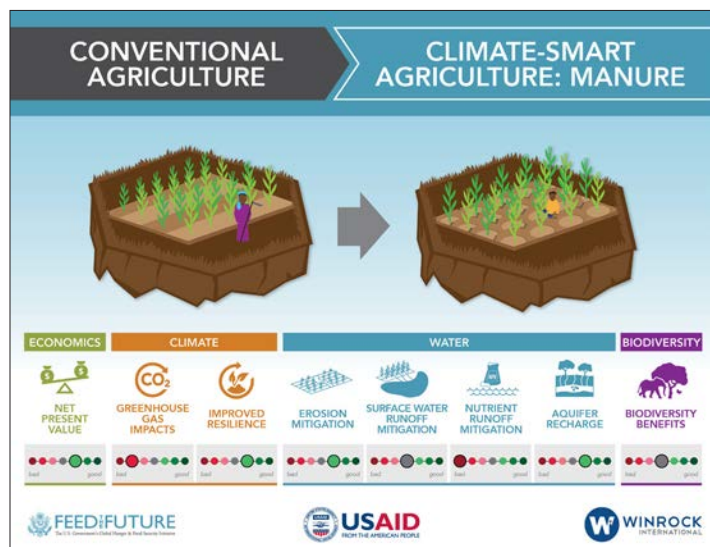 CONVENTIONAL
AGRICULTURE
CLIMATE-SMART
AGRICULTURE: MANURE
ECONOMICS
CLIMATE
WATER
BIODIVERSITY
$ $
CO2
NET
PRESENT
VALUE
GREENHOUSE
GAS
IMPACTS
IMPROVED
RESILIENCE
EROSION
MITIGATION
SURFACE WATER
RUNOFF
MITIGATION
NUTRIENT
RUNOFF
MITIGATION
AQUIFER
RECHARGE
BIODIVERSITY
BENEFITS
bad good
bad good
bad good
bad good
bad good
bad good
bad good
bad good
FEED THE FUTURE
The U.S. Government's Global Hunger & Food Security Initiative
USAID
FROM THE AMERICAN PEOPLE
W
WINROCK
INTERNATIONAL